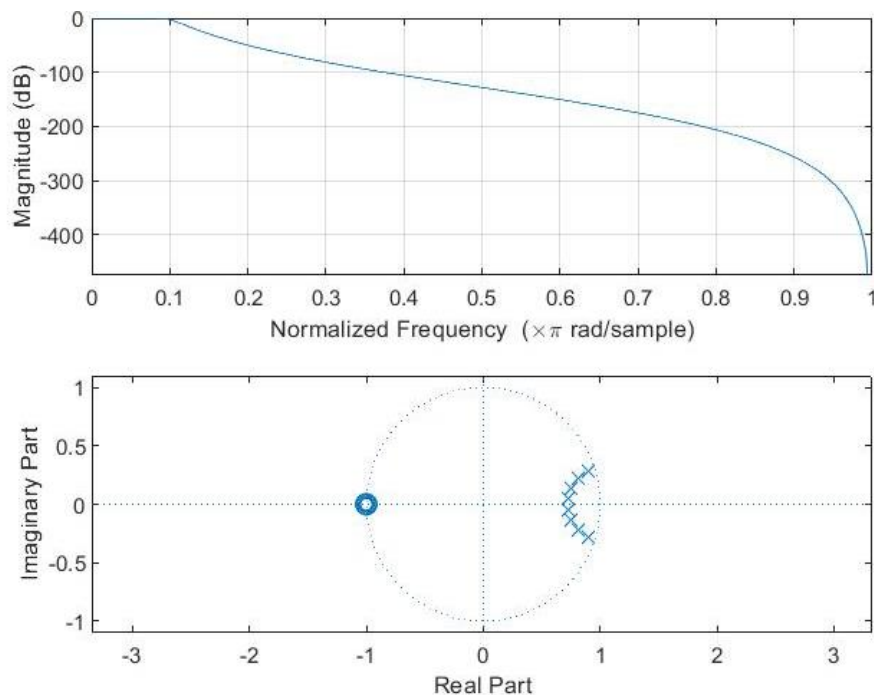 0
-100
-200
-300
-400
Magnitude (dB)
0 0.1 0.2 0.3 0.4 0.5 0.6 0.7 0.8 0.9 1
Normalized Frequency (×π rad/sample)
1
0.5
0
-0.5
-1
Imaginary Part
-3 -2 -1 0 1 2 3
Real Part